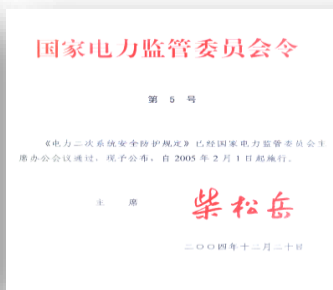 国家电力监管委员会令
第 5 号
《电力二次系统安全防护规定》已经国家电力监管委员会主
席办公会议通过，现予公布，自 2005 年 2 月 1 日起施行。
主 席 柴松岳
二〇〇四年十二月二十日